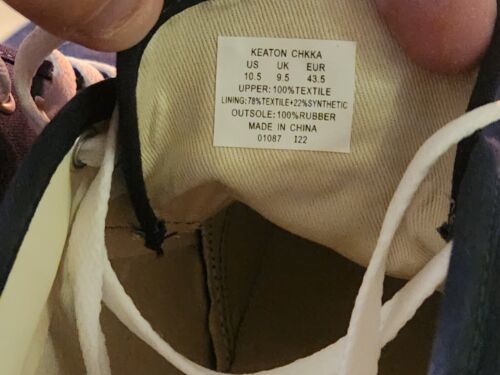 KEATON CHKKA
US UK EUR
10.5 9.5 43.5
UPPER:100%TEXTILE
LINING:78%TEXTILE+22%SYNTHETIC
OUTSOLE:100%RUBBER
MADE IN CHINA
01087 122